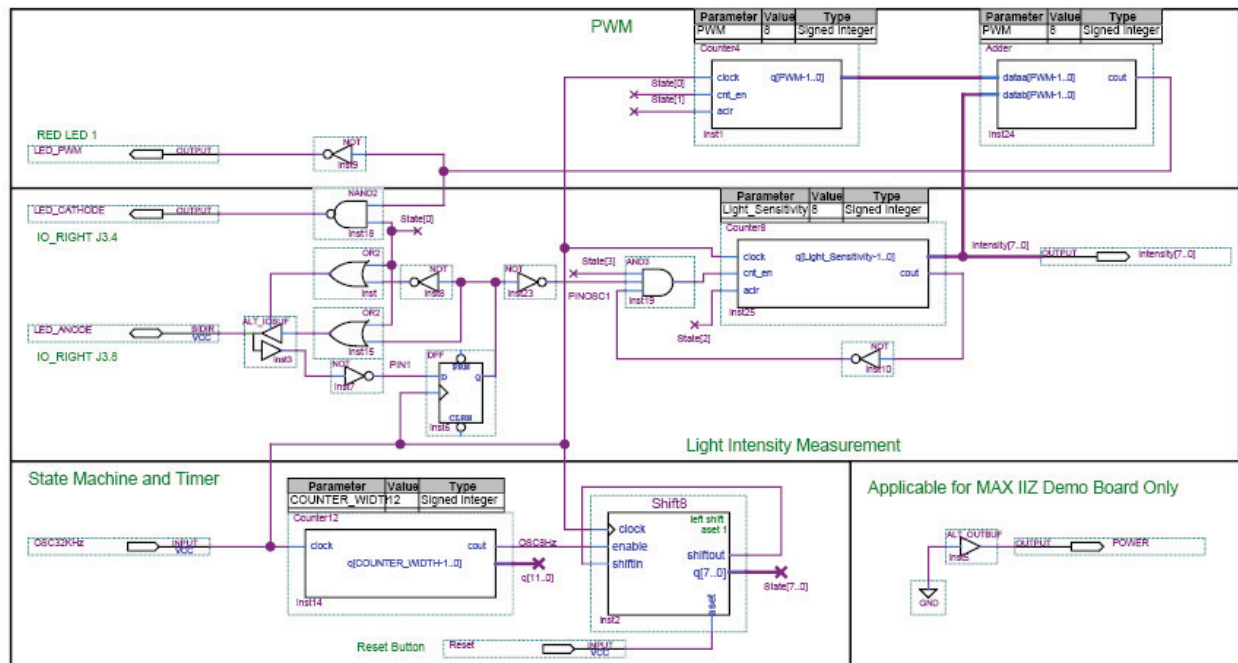 PWM
Parameter Value Type
PWM 8 Signed Integer
Counter4
clock q[PWM-1..0]
cnt_en
aclr
State[0]
State[1]
inst1
Parameter Value Type
PWM 8 Signed Integer
Adder
dataa[PWM-1..0] cout
datab[PWM-1..0]
inst24
RED LED 1
LED_PWM OUTPUT
NOT
inst9
LED_CATHODE OUTPUT
IO_RIGHT J3.4
NAND2
inst18
State[0]
OR2
inst
NOT
inst8
NOT
inst23
OR2
inst15
LED_ANODE BIDIR
VCC
IO_RIGHT J3.8
ALT_IOBUF
inst3
NOT
inst7
PIN1
DFF
PRN
D Q
CLRN
inst6
State[3]
PINOSC1
AND3
inst19
Parameter Value Type
Light_Sensitivity 8 Signed Integer
Counter8
clock q[Light_Sensitivity-1..0]
cnt_en cout
aclr
inst25
State[2]
NOT
inst10
Intensity[7..0]
OUTPUT Intensity[7..0]
Light Intensity Measurement
State Machine and Timer
Parameter Value Type
COUNTER_WIDTH12 Signed Integer
Counter12
OSC32KHz INPUT
VCC
clock cout
q[COUNTER_WIDTH-1..0]
inst14
OSC8Hz
q[11..0]
Shift8
left shift
aset 1
clock
enable
shiftin
shiftout
q[7..0]
aset
inst2
State[7..0]
Reset Button
Reset INPUT
VCC
Applicable for MAX IIZ Demo Board Only
ALT_OUTBUF
inst5
OUTPUT POWER
GND